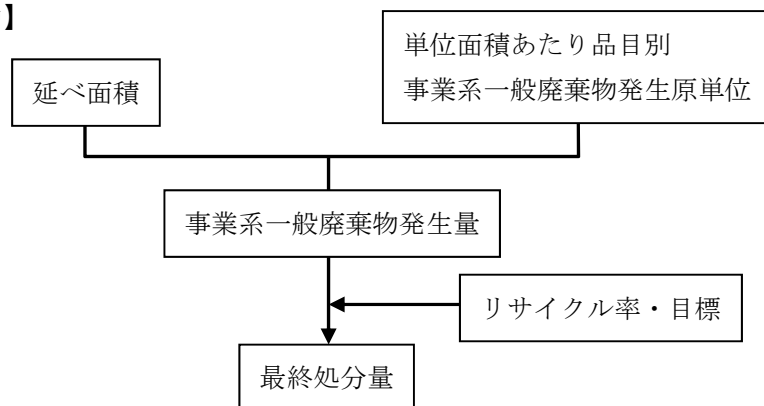 】
単位面積あたり品目別
事業系一般廃棄物発生原単位
延べ面積
事業系一般廃棄物発生量
リサイクル率・目標
最終処分量